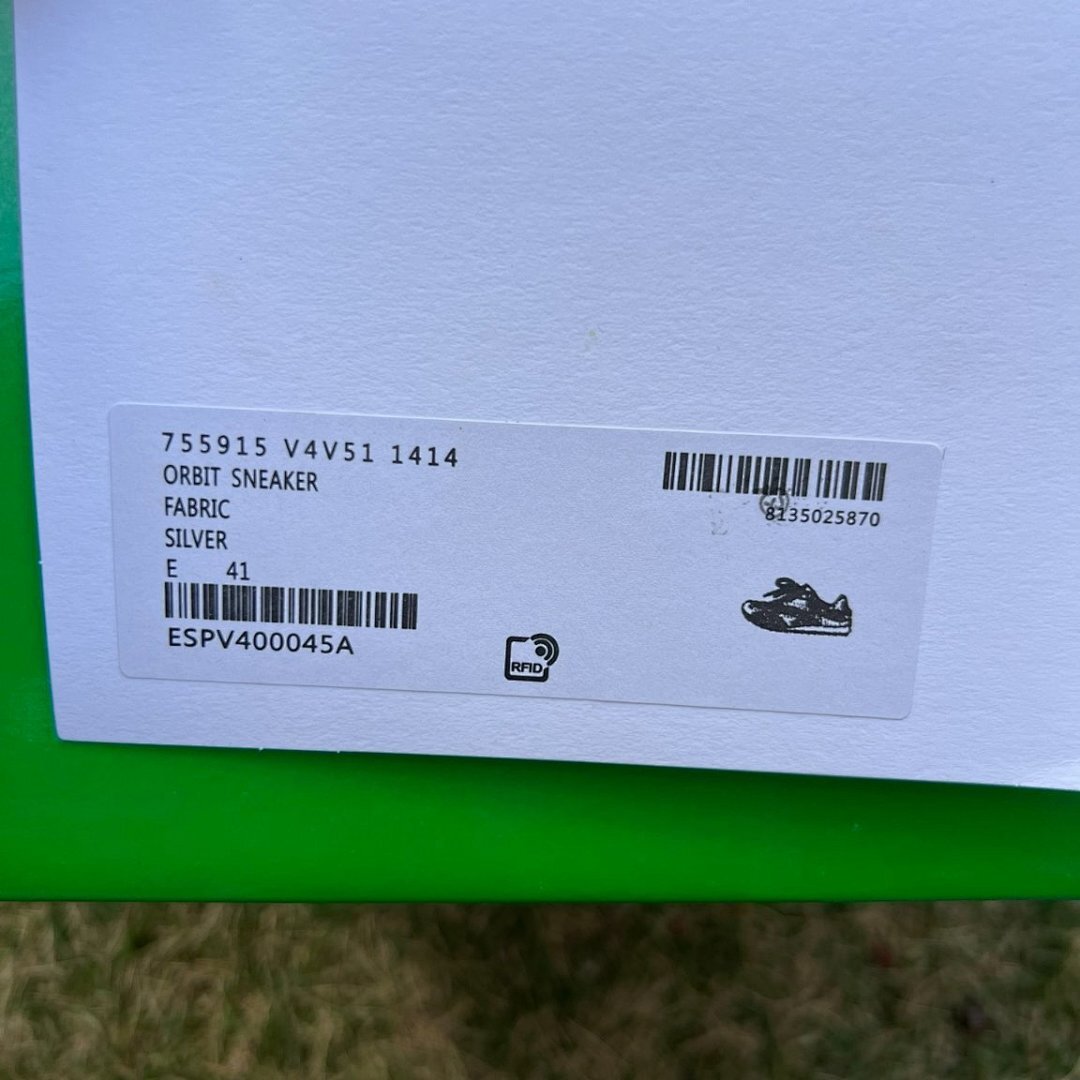 755915 V4V51 1414
ORBIT SNEAKER
FABRIC
SILVER
E 41
ESPV400045A
8135025870
RFID